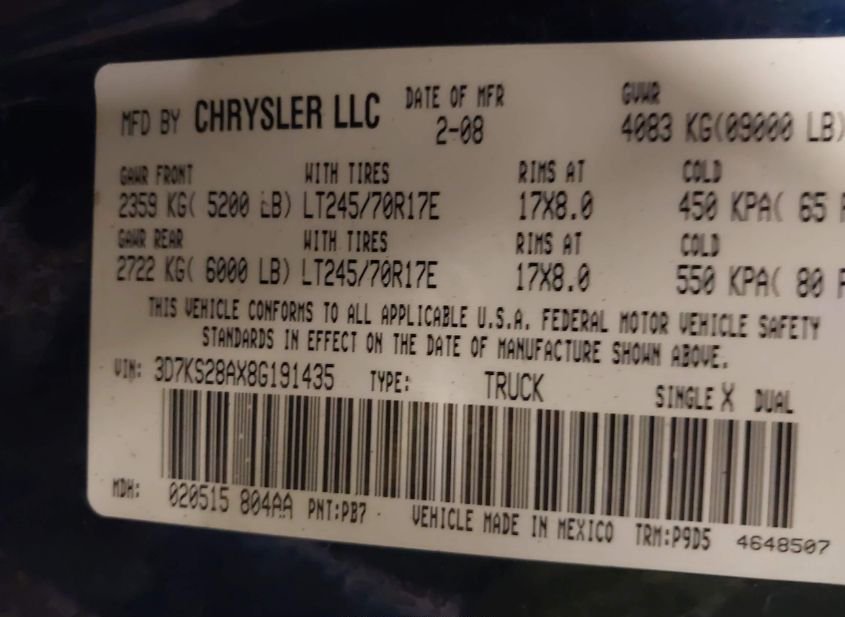 MFD BY CHRYSLER LLC DATE OF MFR GVWR
2-08 4083 KG(09000 LB)
GAWR FRONT WITH TIRES RIMS AT COLD
2359 KG( 5200 LB) LT245/70R17E 17X8.0 450 KPA( 65 P
GAWR REAR WITH TIRES RIMS AT COLD
2722 KG( 6000 LB) LT245/70R17E 17X8.0 550 KPA( 80 P
THIS VEHICLE CONFORMS TO ALL APPLICABLE U.S.A. FEDERAL MOTOR VEHICLE SAFETY
STANDARDS IN EFFECT ON THE DATE OF MANUFACTURE SHOWN ABOVE.
VIN: 3D7KS28AX8G191435 TYPE: TRUCK SINGLE X DUAL
MDH: 020515 804AA PNT:PB7 VEHICLE MADE IN MEXICO TRM:P9D5 4648507